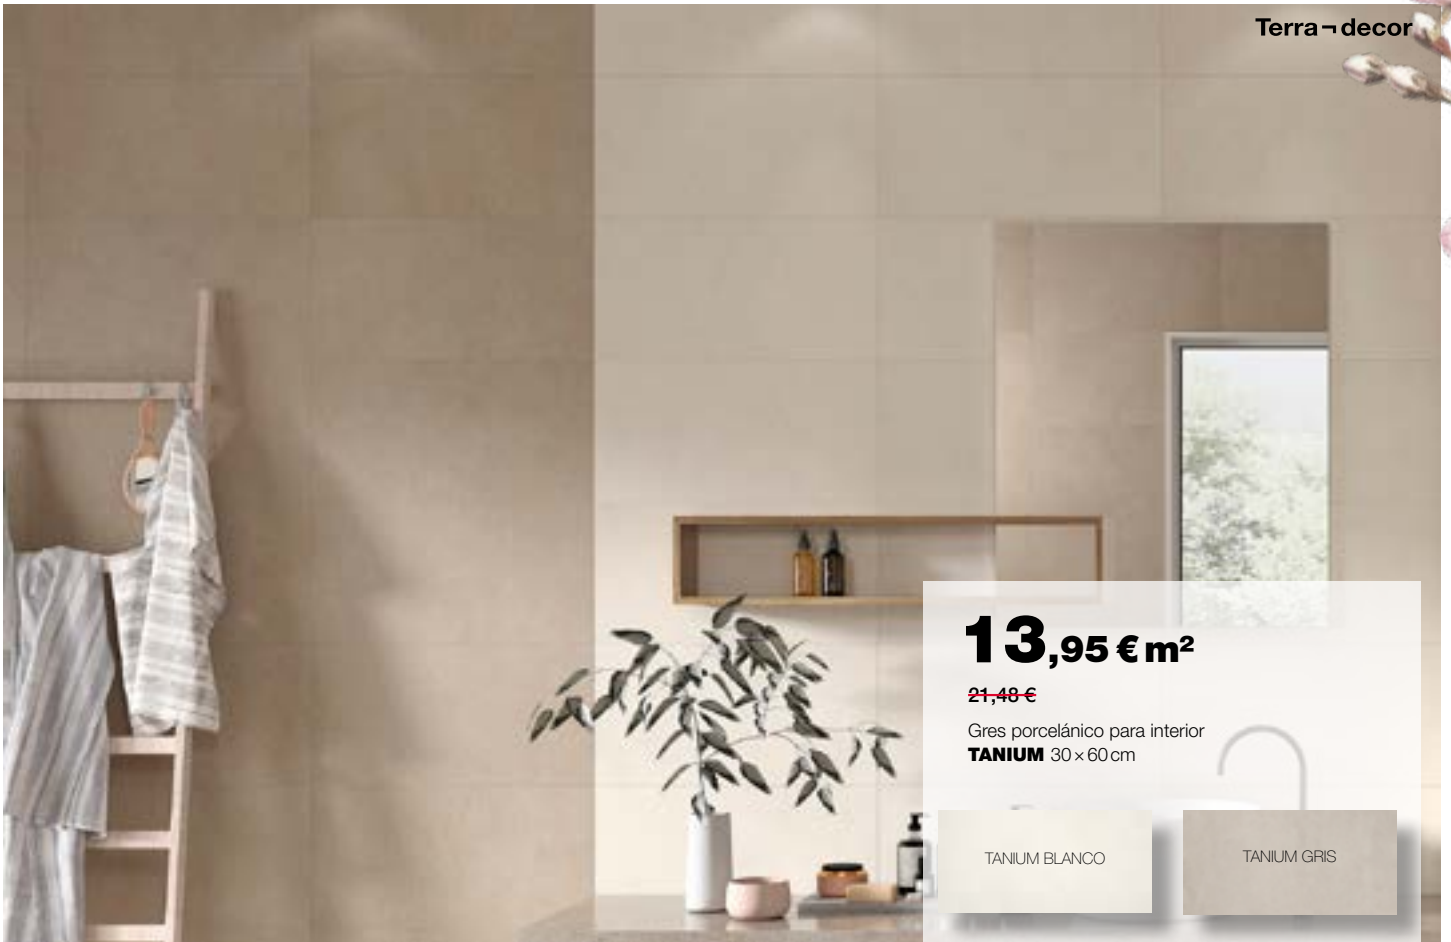 Terra¬decor
13,95 € m²
21,48 €
Gres porcelánico para interior
TANIUM 30×60cm
TANIUM BLANCO
TANIUM GRIS